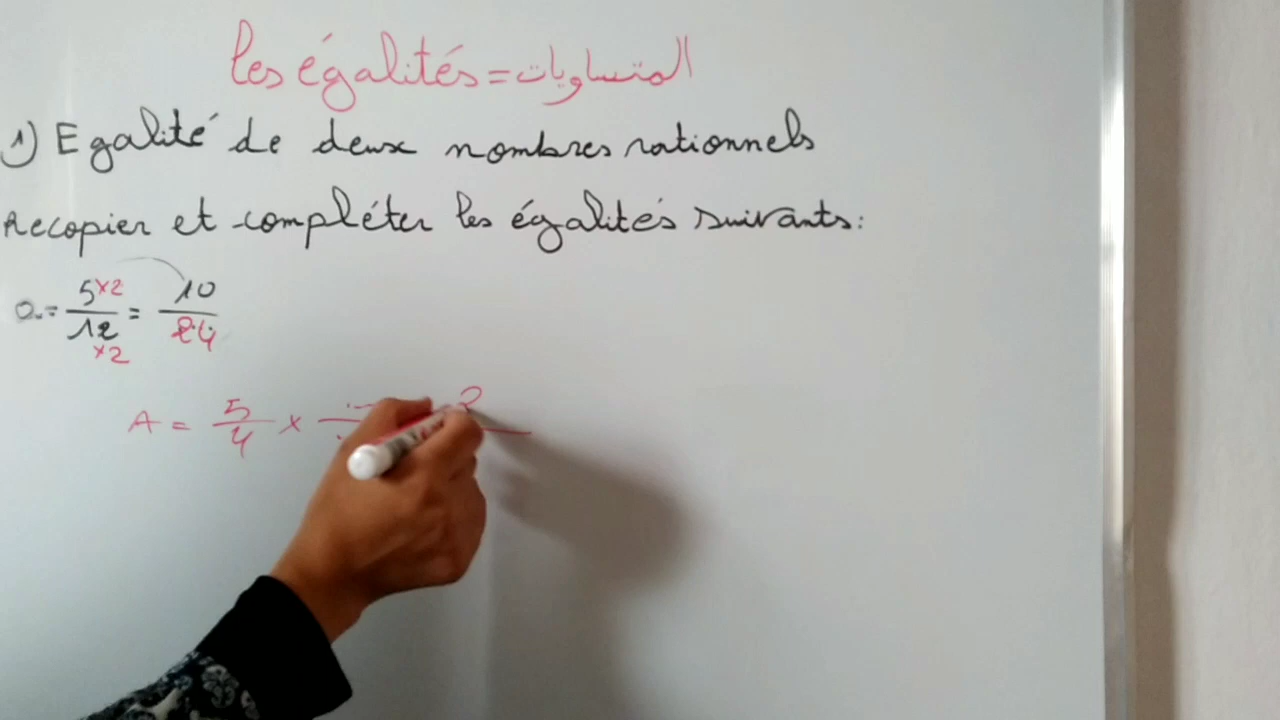 les égalités = المتساويات
1) Egalité de deux nombres rationnels
Recopier et compléter les égalités suivants:
a = 5×2 / 12×2 = 10 / 24
A = 5/4 ×